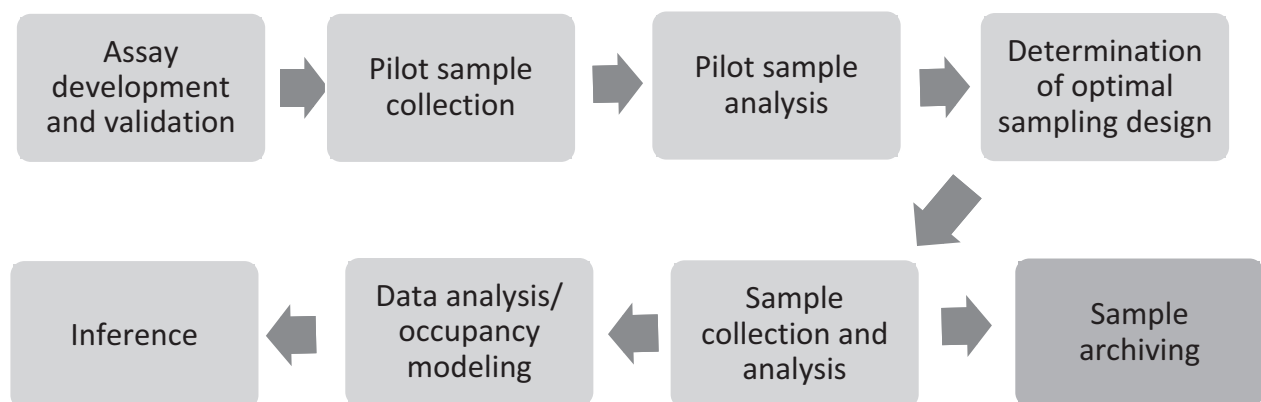 Assay
development
and validation
Pilot sample
collection
Pilot sample
analysis
Determination
of optimal
sampling design
Inference
Data analysis/
occupancy
modeling
Sample
collection and
analysis
Sample
archiving